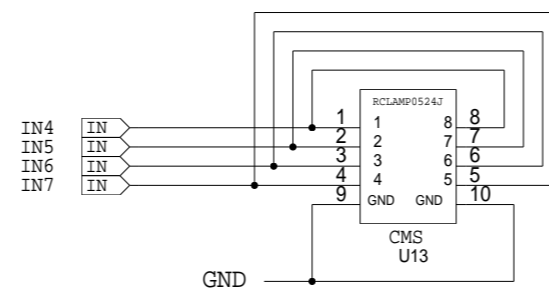 RCLAMP0524J
IN4 IN 1 1 8 8
IN5 IN 2 2 7 7
IN6 IN 3 3 6 6
IN7 IN 4 4 5 5
9 GND GND 10
CMS
U13
GND